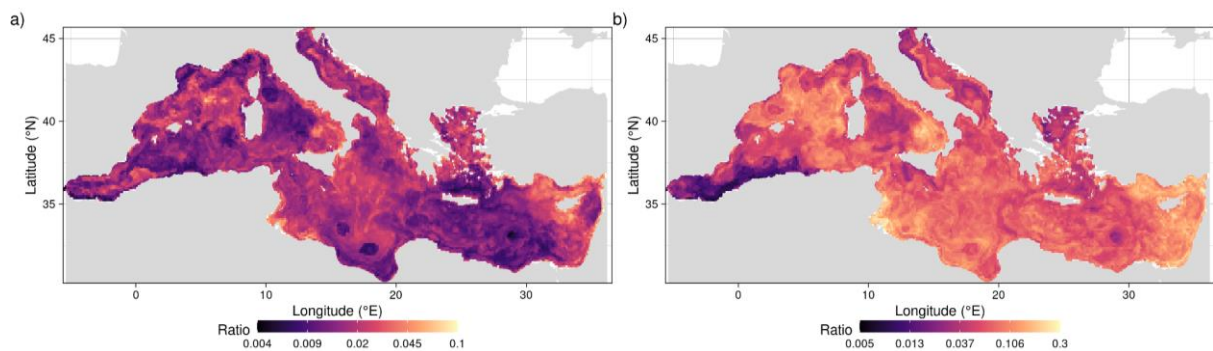 a)
45
40
35
Latitude (°N)
0 10 20 30
Longitude (°E)
Ratio
0.004 0.009 0.02 0.045 0.1
b)
45
40
35
Latitude (°N)
0 10 20 30
Longitude (°E)
Ratio
0.005 0.013 0.037 0.106 0.3